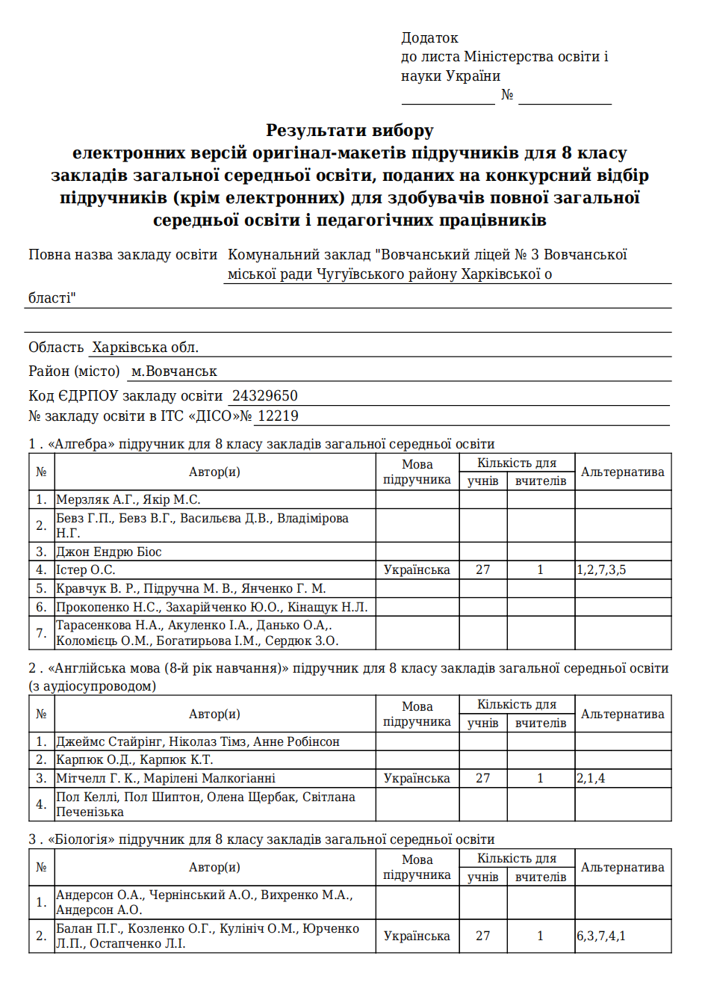 Додаток
до листа Міністерства освіти і
науки України
№
Результати вибору
електронних версій оригінал-макетів підручників для 8 класу
закладів загальної середньої освіти, поданих на конкурсний відбір
підручників (крім електронних) для здобувачів повної загальної
середньої освіти і педагогічних працівників
Повна назва закладу освіти Комунальний заклад "Вовчанський ліцей № 3 Вовчанської
міської ради Чугуївського району Харківської о
бласті"
Область Харківська обл.
Район (місто) м.Вовчанськ
Код ЄДРПОУ закладу освіти 24329650
№ закладу освіти в ІТС «ДІСО»№ 12219
1 . «Алгебра» підручник для 8 класу закладів загальної середньої освіти
№ Автор(и) Мова підручника Кількість для Альтернатива
учнів вчителів
1. Мерзляк А.Г., Якір М.С.
2. Бевз Г.П., Бевз В.Г., Васильєва Д.В., Владімірова
Н.Г.
3. Джон Ендрю Біос
4. Істер О.С. Українська 27 1 1,2,7,3,5
5. Кравчук В. Р., Підручна М. В., Янченко Г. М.
6. Прокопенко Н.С., Захарійченко Ю.О., Кінащук Н.Л.
7. Тарасенкова Н.А., Акуленко І.А., Данько О.А,.
Коломієць О.М., Богатирьова І.М., Сердюк З.О.
2 . «Англійська мова (8-й рік навчання)» підручник для 8 класу закладів загальної середньої освіти
(з аудіосупроводом)
№ Автор(и) Мова підручника Кількість для Альтернатива
учнів вчителів
1. Джеймс Стайрінг, Ніколаз Тімз, Анне Робінсон
2. Карпюк О.Д., Карпюк К.Т.
3. Мітчелл Г. К., Марілені Малкогіанні Українська 27 1 2,1,4
4. Пол Келлі, Пол Шиптон, Олена Щербак, Світлана
Печенізька
3 . «Біологія» підручник для 8 класу закладів загальної середньої освіти
№ Автор(и) Мова підручника Кількість для Альтернатива
учнів вчителів
1. Андерсон О.А., Чернінський А.О., Вихренко М.А.,
Андерсон А.О.
2. Балан П.Г., Козленко О.Г., Кулініч О.М., Юрченко
Л.П., Остапченко Л.І. Українська 27 1 6,3,7,4,1